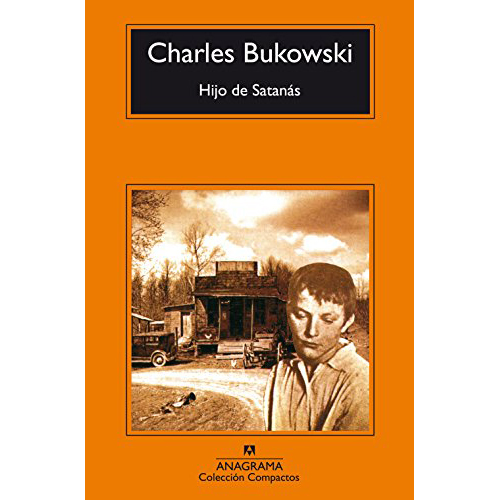 Charles Bukowski
Hijo de Satanás
ANAGRAMA
Colección Compactos